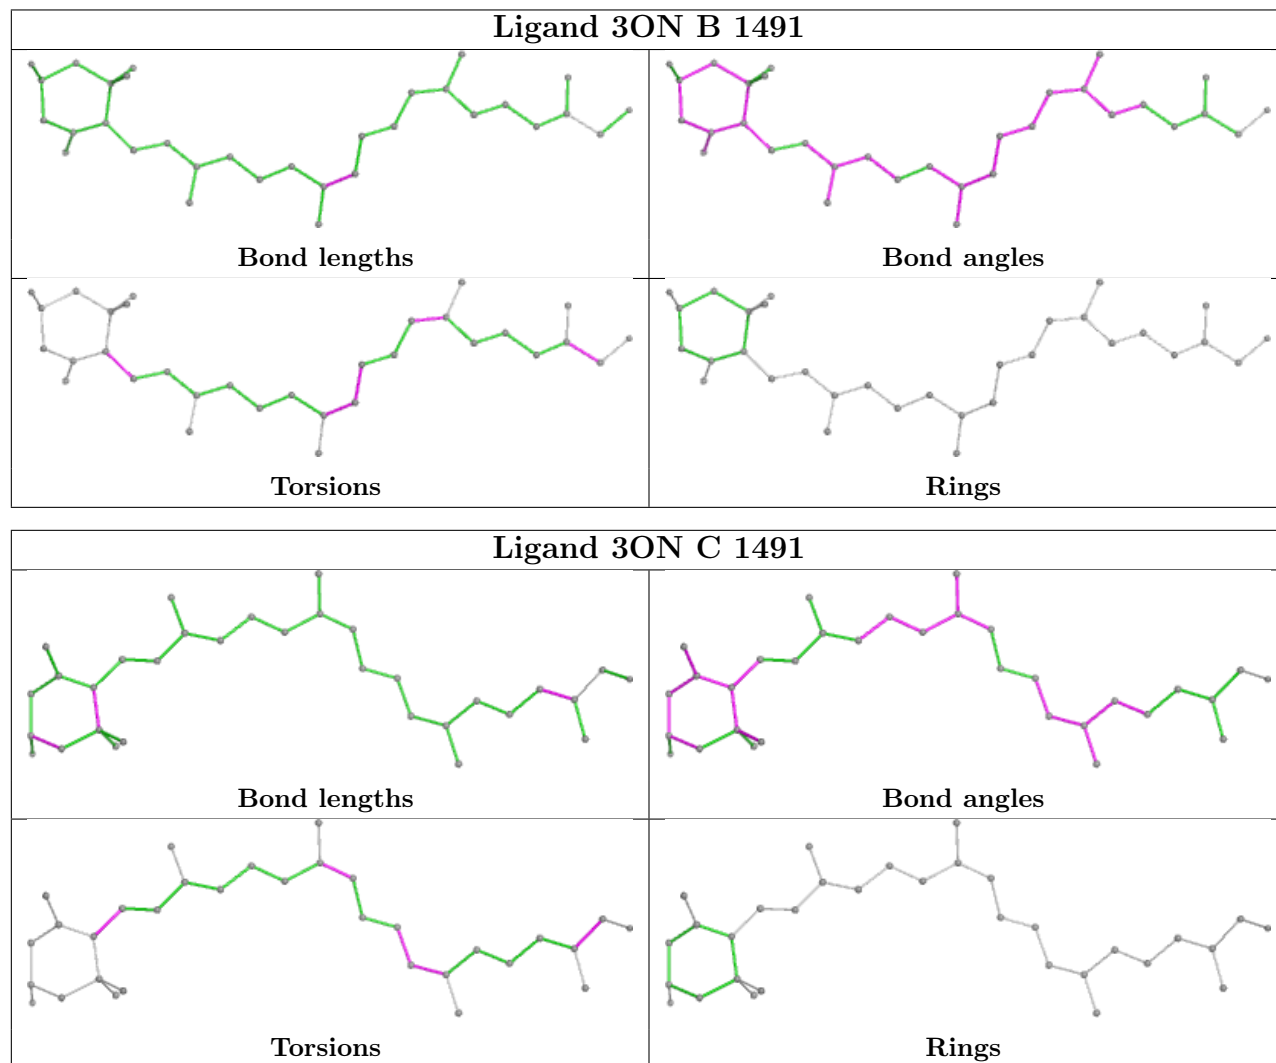 Ligand 3ON B 1491
Bond lengths
Bond angles
Torsions
Rings
Ligand 3ON C 1491
Bond lengths
Bond angles
Torsions
Rings